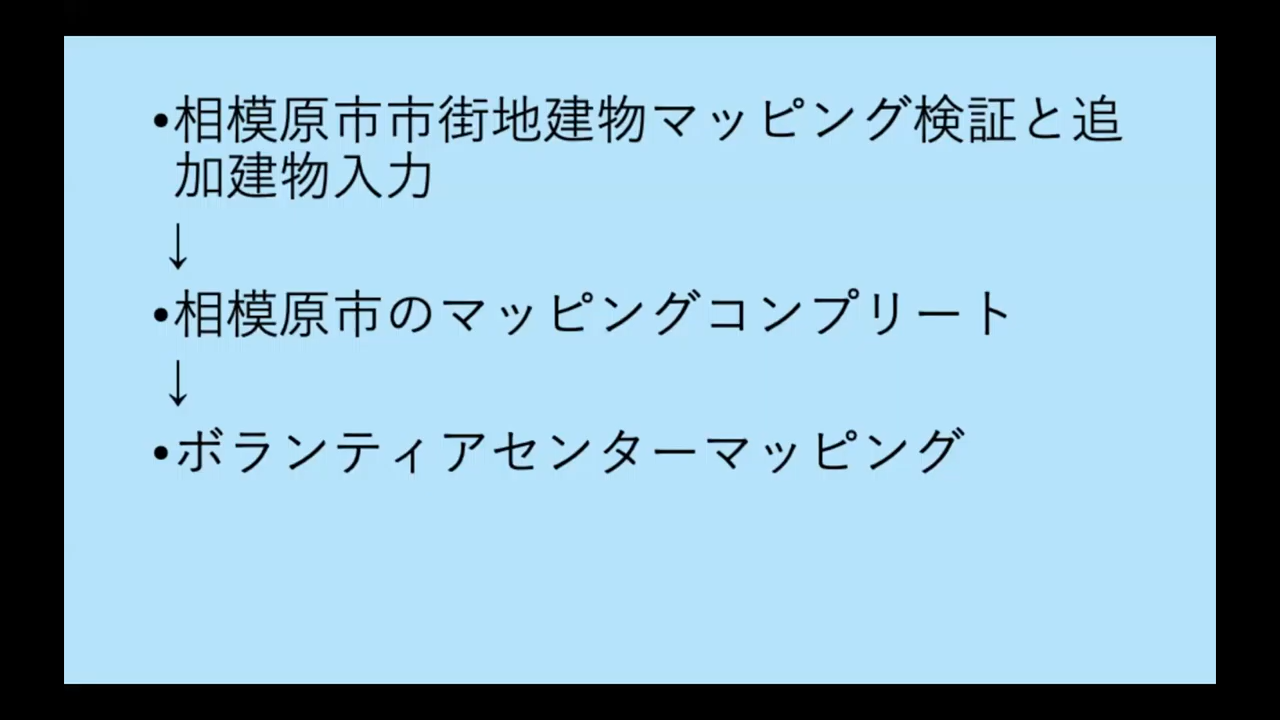 •相模原市市街地建物マッピング検証と追
加建物入力
↓
•相模原市のマッピングコンプリート
↓
•ボランティアセンターマッピング